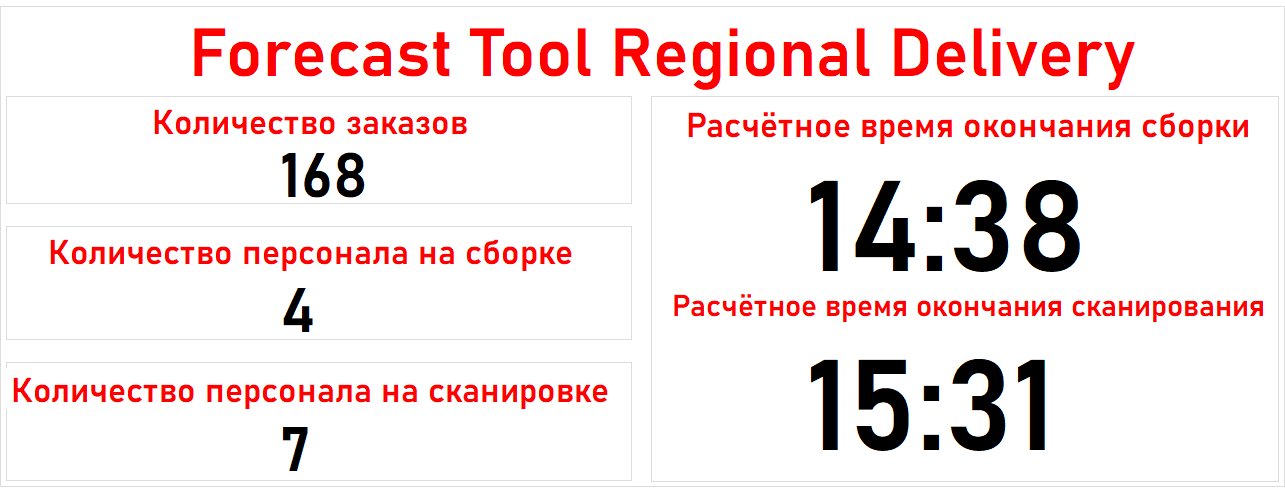 Forecast Tool Regional Delivery
Количество заказов
168
Количество персонала на сборке
4
Количество персонала на сканировке
7
Расчётное время окончания сборки
14:38
Расчётное время окончания сканирования
15:31